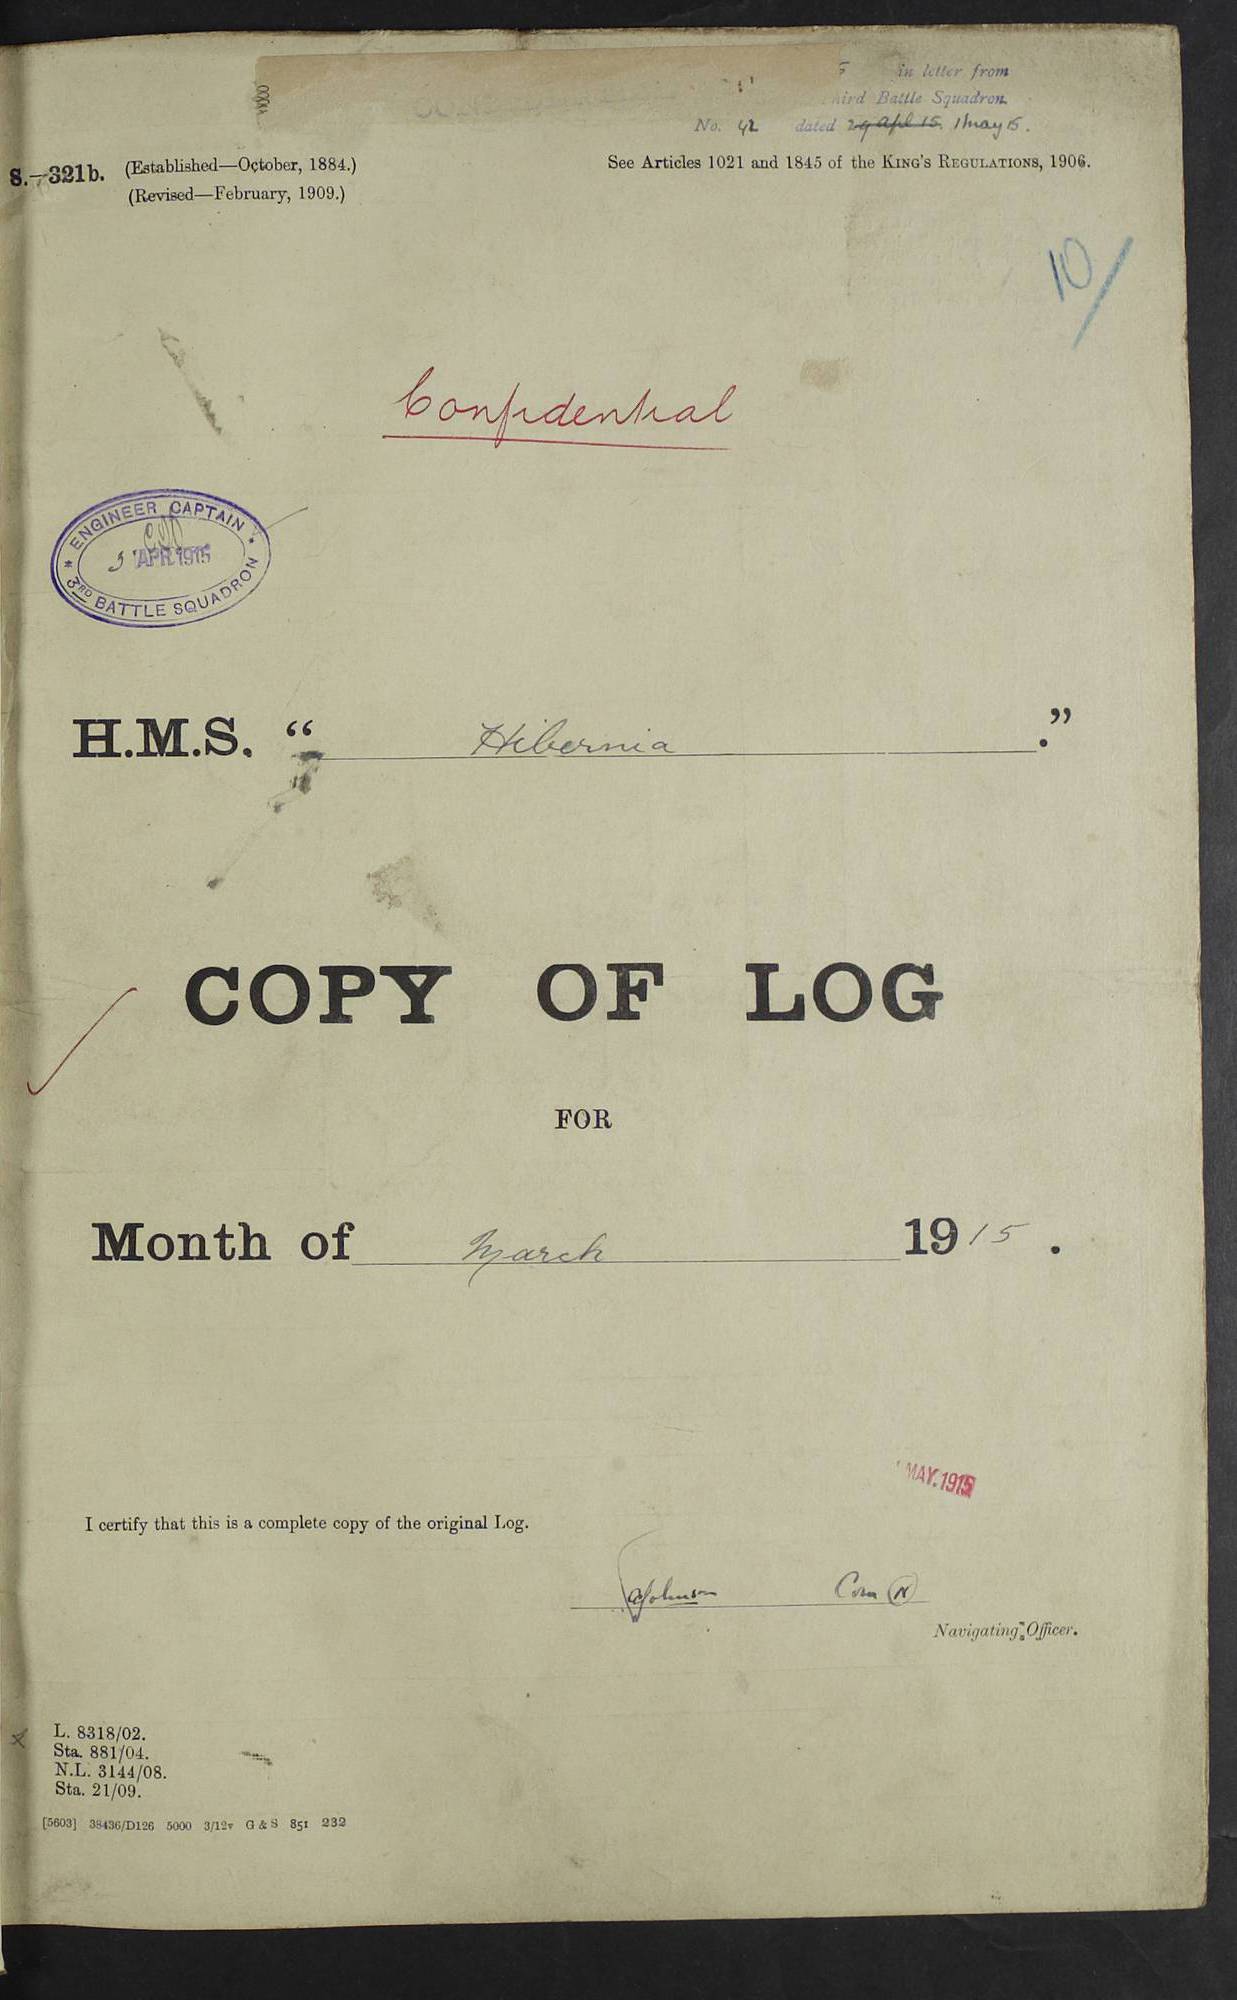 in letter from
Third Battle Squadron.
No. 42 dated 29 Apl 15. 1 May 15.
S.—321b. (Established—October, 1884.)
(Revised—February, 1909.)
See Articles 1021 and 1845 of the KING'S REGULATIONS, 1906.
10/
Confidential
ENGINEER CAPTAIN
3 APR 1915
3RD BATTLE SQUADRON
H.M.S. "Hibernia."
COPY OF LOG
FOR
Month of March 1915.
MAY. 1915
I certify that this is a complete copy of the original Log.
Johnson Com (N)
Navigating Officer.
L. 8318/02.
Sta. 881/04.
N.L. 3144/08.
Sta. 21/09.
[5603] 38436/D126 5000 3/12v G & S 851 232